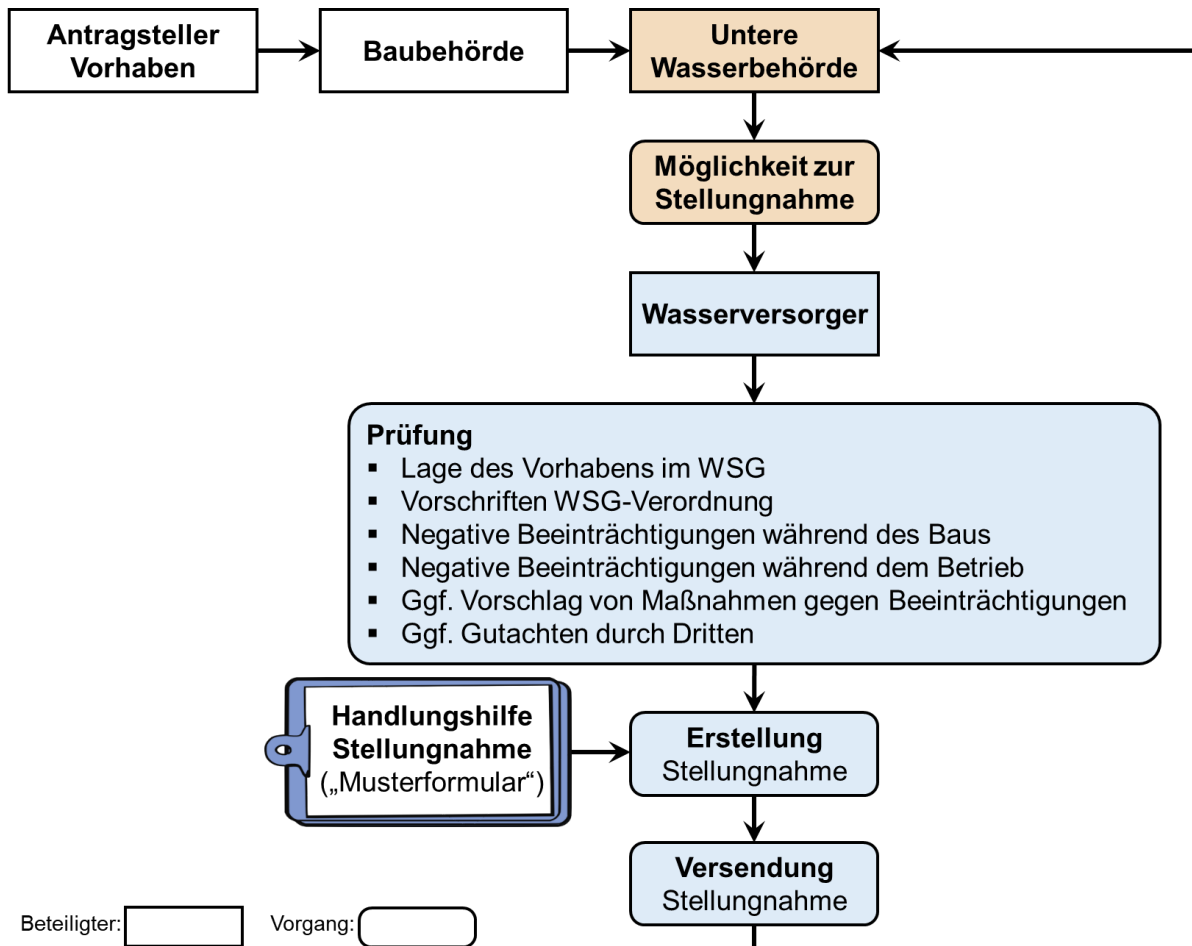 Antragsteller
Vorhaben
Baubehörde
Untere
Wasserbehörde
Möglichkeit zur
Stellungnahme
Wasserversorger
Prüfung
▪ Lage des Vorhabens im WSG
▪ Vorschriften WSG-Verordnung
▪ Negative Beeinträchtigungen während des Baus
▪ Negative Beeinträchtigungen während dem Betrieb
▪ Ggf. Vorschlag von Maßnahmen gegen Beeinträchtigungen
▪ Ggf. Gutachten durch Dritten
Handlungshilfe
Stellungnahme
(„Musterformular“)
Erstellung
Stellungnahme
Versendung
Stellungnahme
Beteiligter:
Vorgang: